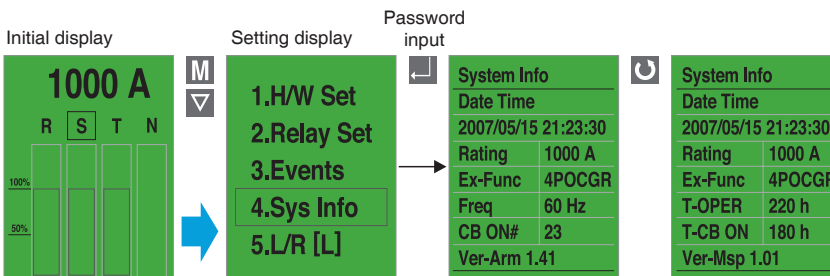 Initial display
1000 A
R S T N
100%
50%
M
Setting display
1.H/W Set
2.Relay Set
3.Events
4.Sys Info
5.L/R [L]
Password
input
System Info
Date Time
2007/05/15 21:23:30
Rating 1000 A
Ex-Func 4POCGR
Freq 60 Hz
CB ON# 23
Ver-Arm 1.41
System Info
Date Time
2007/05/15 21:23:30
Rating 1000 A
Ex-Func 4POCGR
T-OPER 220 h
T-CB ON 180 h
Ver-Msp 1.01